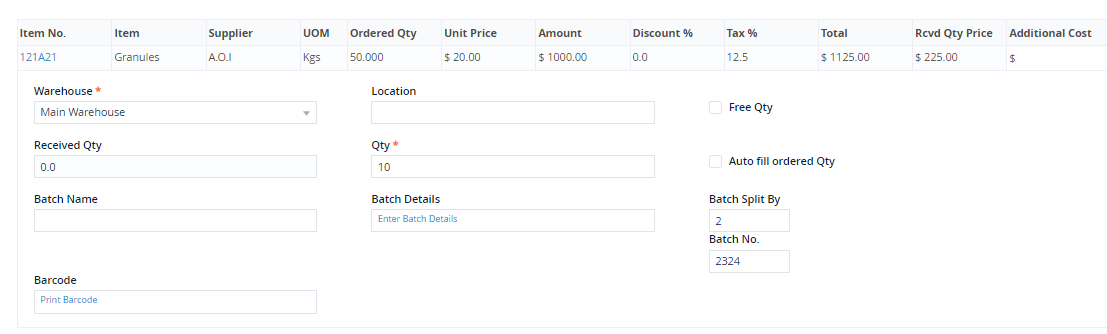 Item No. Item Supplier UOM Ordered Qty Unit Price Amount Discount % Tax % Total Rcvd Qty Price Additional Cost
121A21 Granules A.O.I Kgs 50.000 $ 20.00 $ 1000.00 0.0 12.5 $ 1125.00 $ 225.00 $
Warehouse * Location
Main Warehouse Free Qty
Received Qty Qty *
0.0 10 Auto fill ordered Qty
Batch Name Batch Details Batch Split By
Enter Batch Details 2
Batch No.
2324
Barcode
Print Barcode